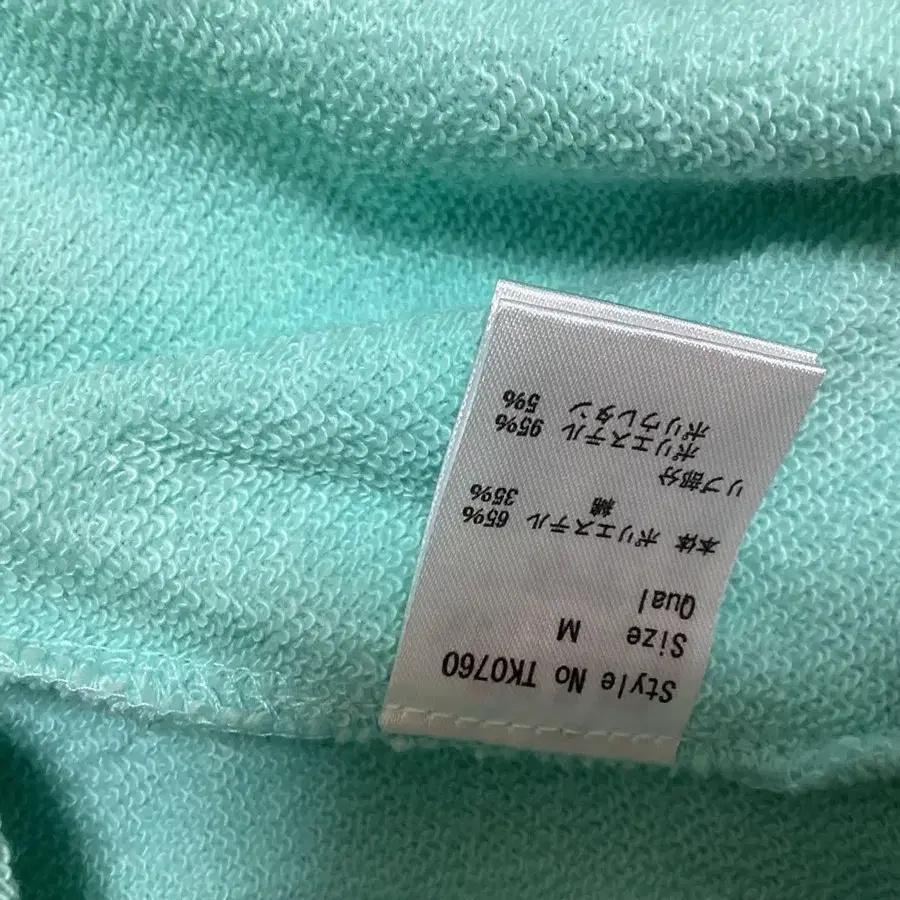 Style No TK0760
Size M
Qual
本体 ポリエステル 65%
綿 35%
リブ部分
ポリエステル 95%
ポリウレタン 5%